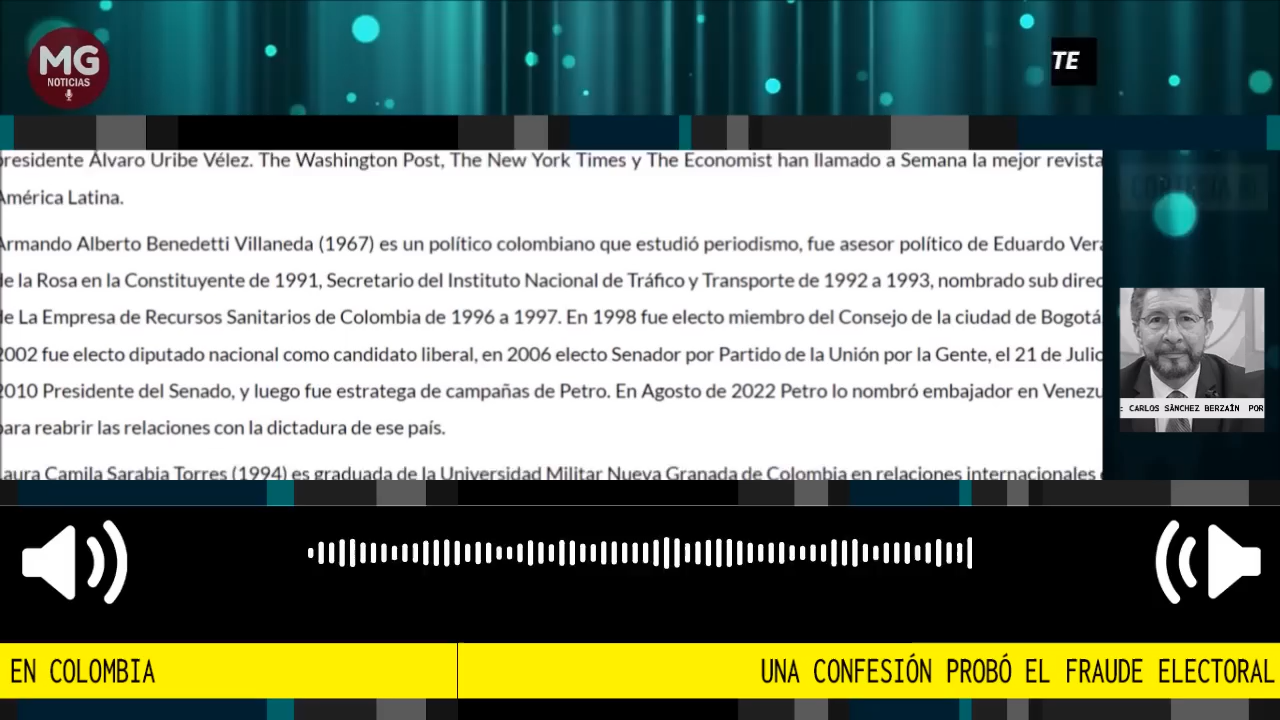 MG
NOTICIAS
TE
presidente Álvaro Uribe Vélez. The Washington Post, The New York Times y The Economist han llamado a Semana la mejor revista
América Latina.
Armando Alberto Benedetti Villaneda (1967) es un político colombiano que estudió periodismo, fue asesor político de Eduardo Vera
de la Rosa en la Constituyente de 1991, Secretario del Instituto Nacional de Tráfico y Transporte de 1992 a 1993, nombrado sub direc
de La Empresa de Recursos Sanitarios de Colombia de 1996 a 1997. En 1998 fue electo miembro del Consejo de la ciudad de Bogotá
2002 fue electo diputado nacional como candidato liberal, en 2006 electo Senador por Partido de la Unión por la Gente, el 21 de Julio
2010 Presidente del Senado, y luego fue estratega de campañas de Petro. En Agosto de 2022 Petro lo nombró embajador en Venezu
para reabrir las relaciones con la dictadura de ese país.
Laura Camila Sarabia Torres (1994) es graduada de la Universidad Militar Nueva Granada de Colombia en relaciones internacionales
: CARLOS SÁNCHEZ BERZAÍN POR
EN COLOMBIA
UNA CONFESIÓN PROBÓ EL FRAUDE ELECTORAL